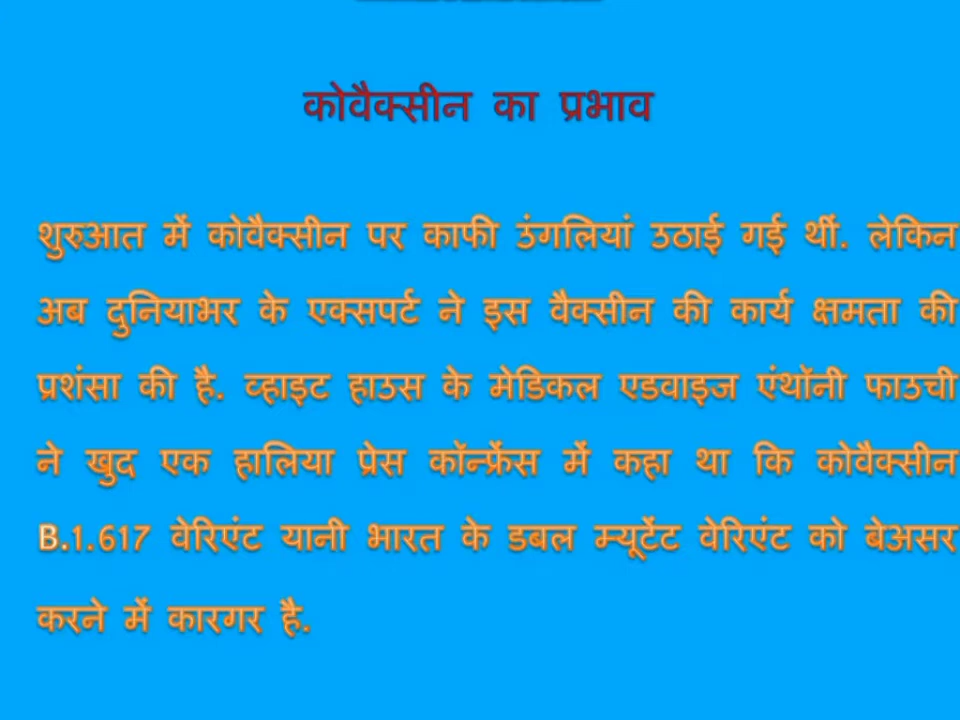 कोवैक्सीन का प्रभाव
शुरुआत में कोवैक्सीन पर काफी उंगलियां उठाई गई थीं. लेकिन
अब दुनियाभर के एक्सपर्ट ने इस वैक्सीन की कार्य क्षमता की
प्रशंसा की है. व्हाइट हाउस के मेडिकल एडवाइज एंथॉनी फाउची
ने खुद एक हालिया प्रेस कॉन्फ्रेंस में कहा था कि कोवैक्सीन
B.1.617 वेरिएंट यानी भारत के डबल म्यूटेंट वेरिएंट को बेअसर
करने में कारगर है.